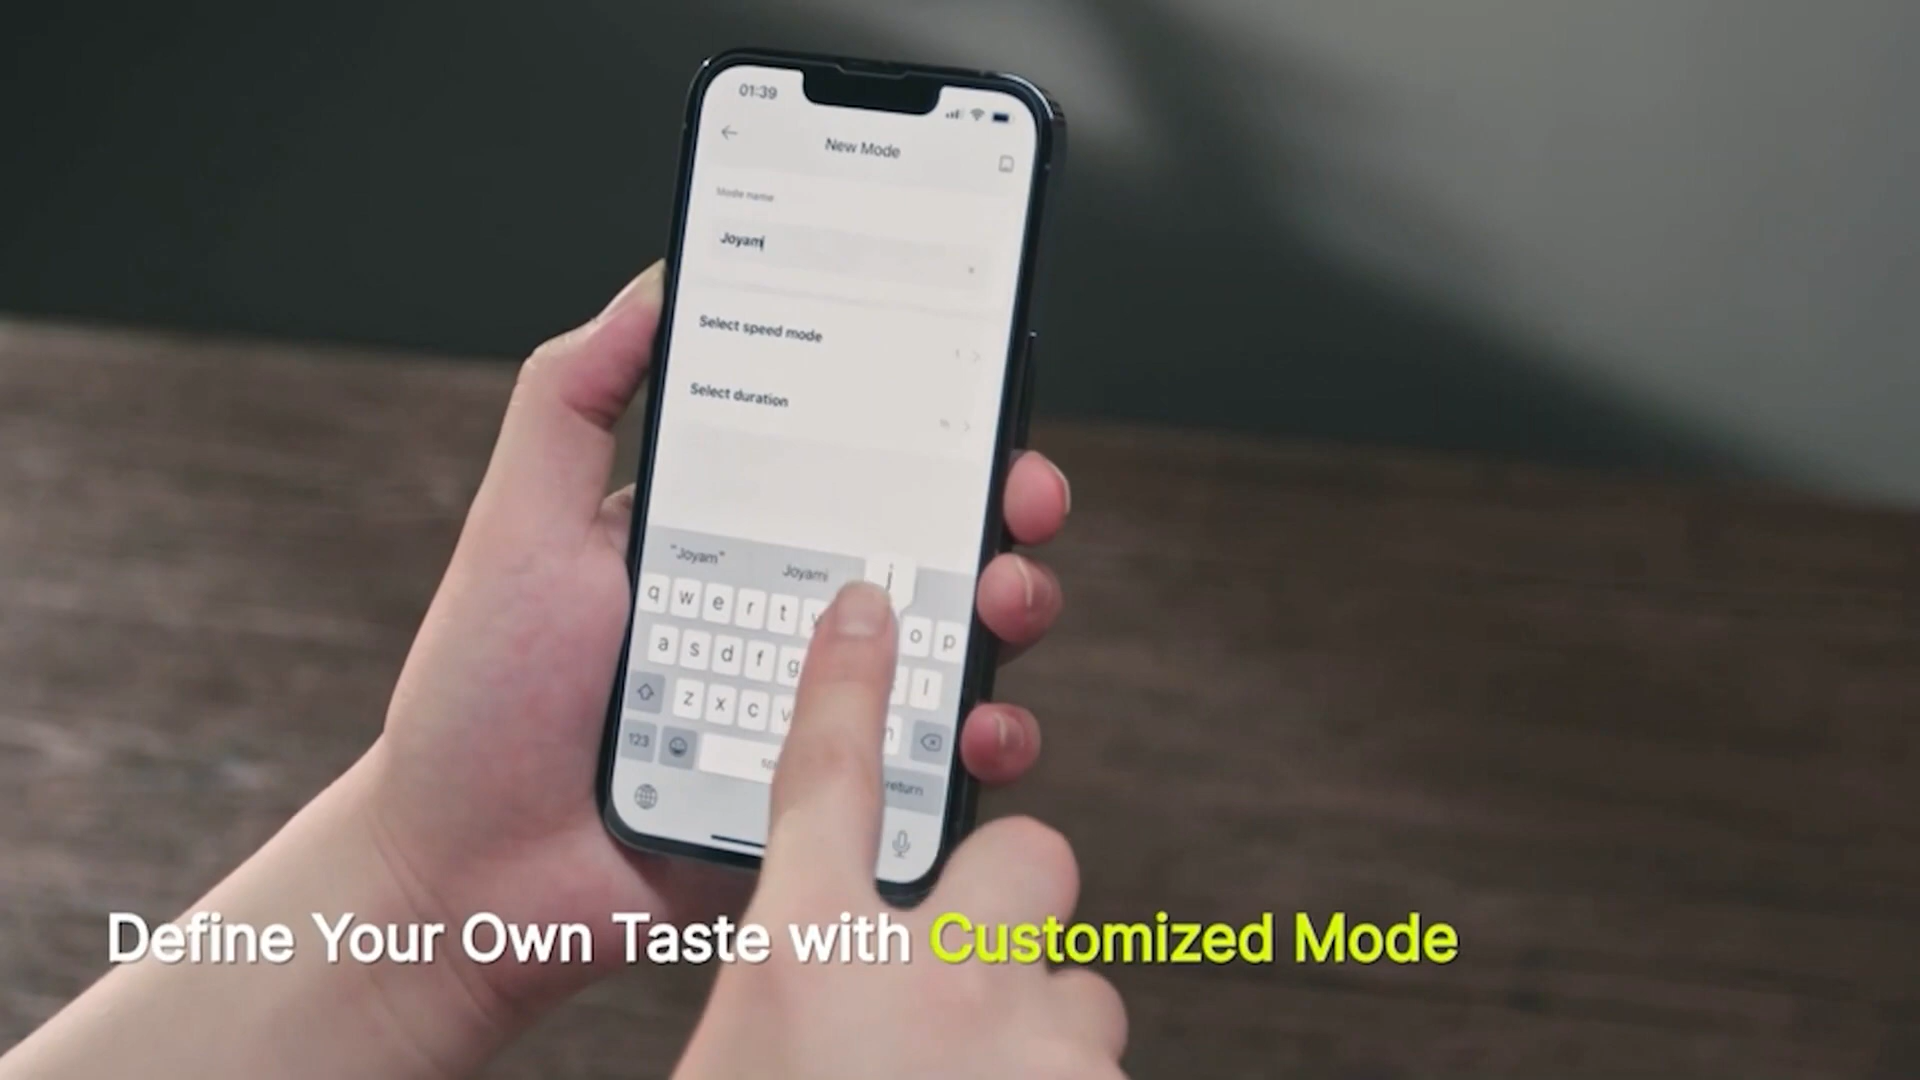 01:39
New Mode
Mode name
Joyam
Select speed mode
Select duration
"Joyam"
Joyami
j
q w e r t y o p
a s d f g l
z x c v m
123
return
Define Your Own Taste with Customized Mode